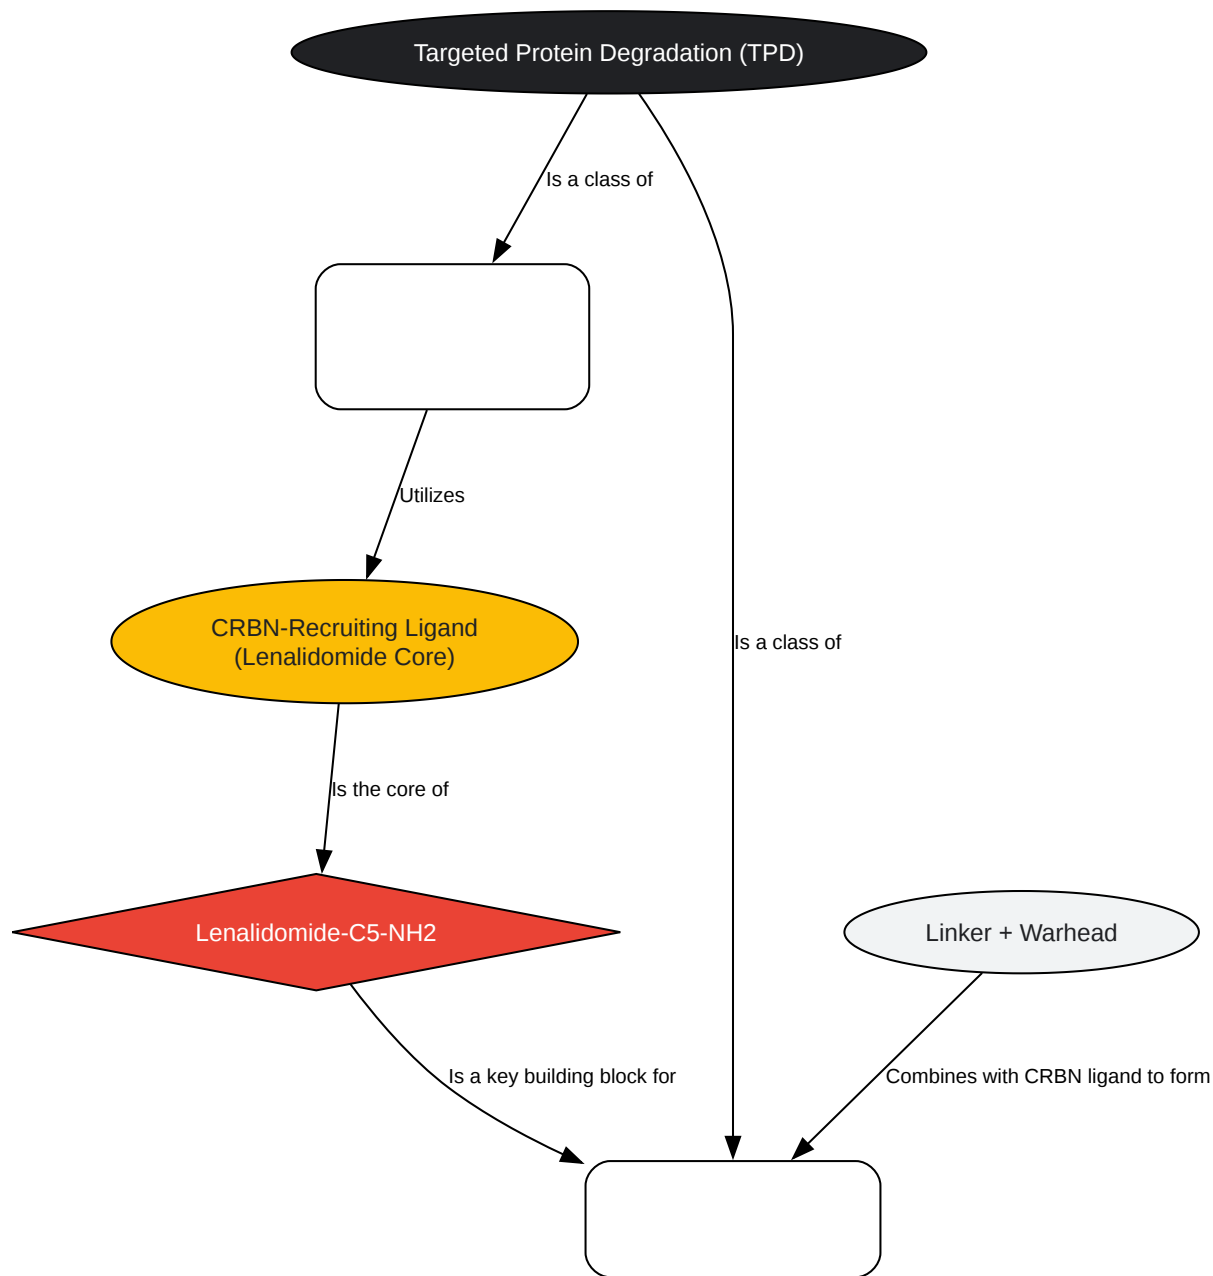 Targeted Protein Degradation (TPD)
Is a class of
Utilizes
CRBN-Recruiting Ligand
(Lenalidomide Core)
Is a class of
Is the core of
Lenalidomide-C5-NH2
Linker + Warhead
Is a key building block for
Combines with CRBN ligand to form